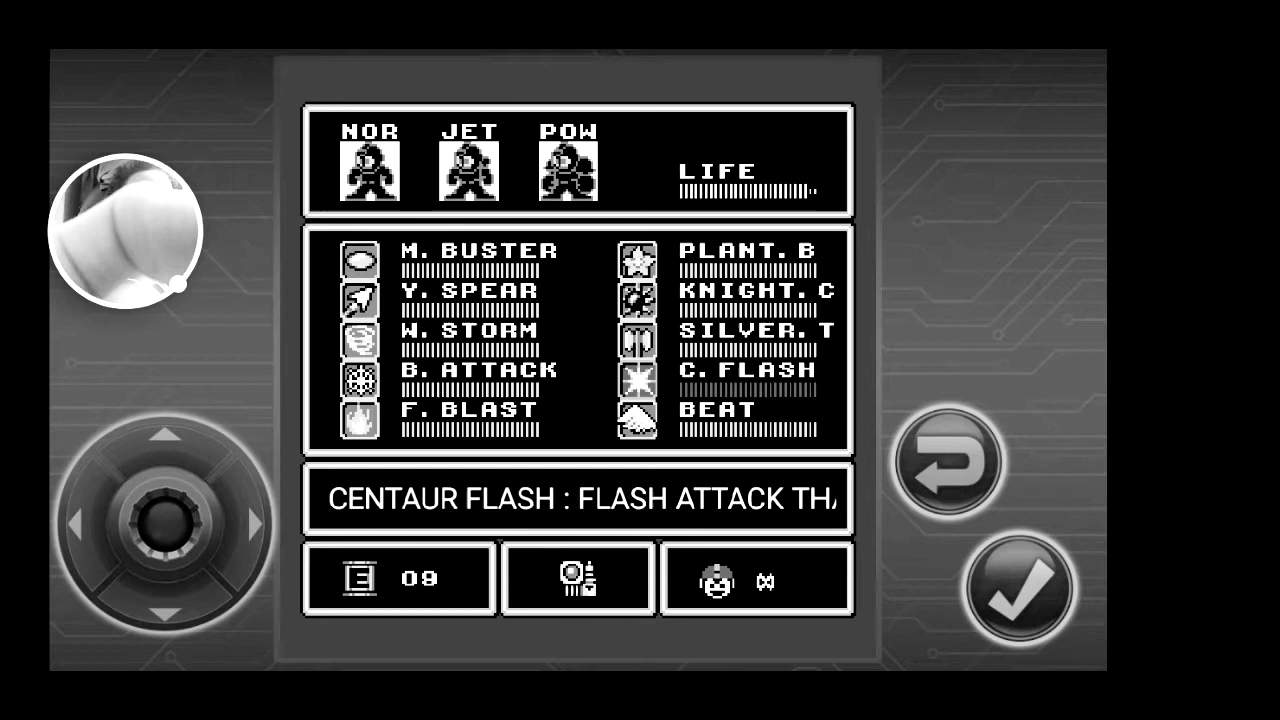 NOR JET POW
LIFE
M. BUSTER PLANT. B
Y. SPEAR KNIGHT. C
W. STORM SILVER. T
B. ATTACK C. FLASH
F. BLAST BEAT
CENTAUR FLASH : FLASH ATTACK TH
E 09